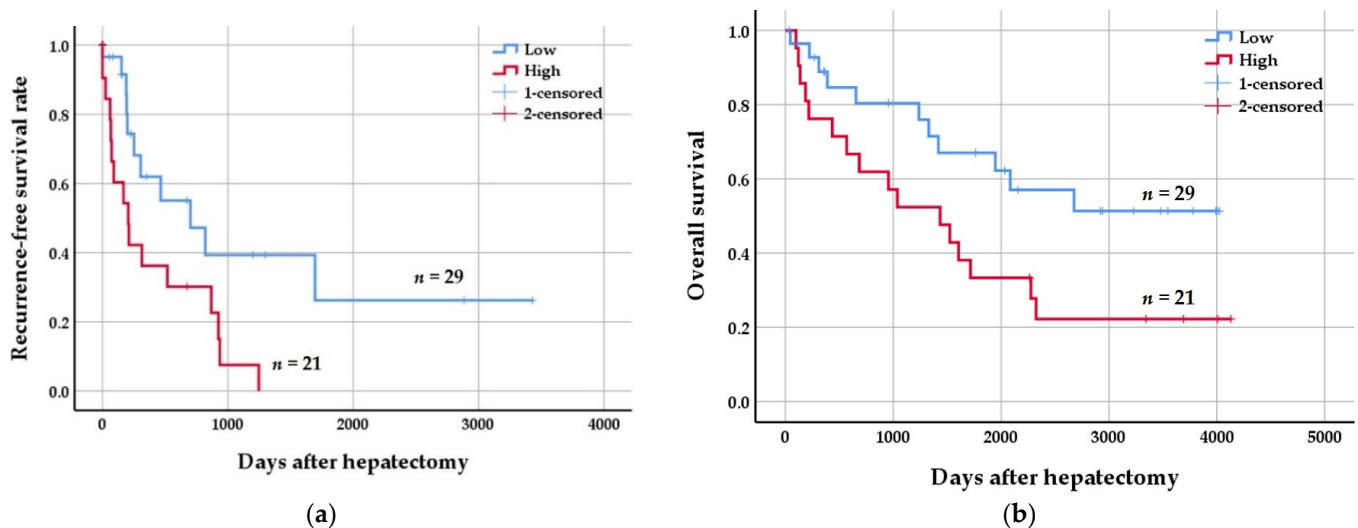 Recurrence-free survival rate
1.0
0.8
0.6
0.4
0.2
0.0
Low
High
1-censored
2-censored
n = 29
n = 21
0 1000 2000 3000 4000
Days after hepatectomy
(a)
Overall survival
1.0
0.8
0.6
0.4
0.2
0.0
Low
High
1-censored
2-censored
n = 29
n = 21
0 1000 2000 3000 4000 5000
Days after hepatectomy
(b)